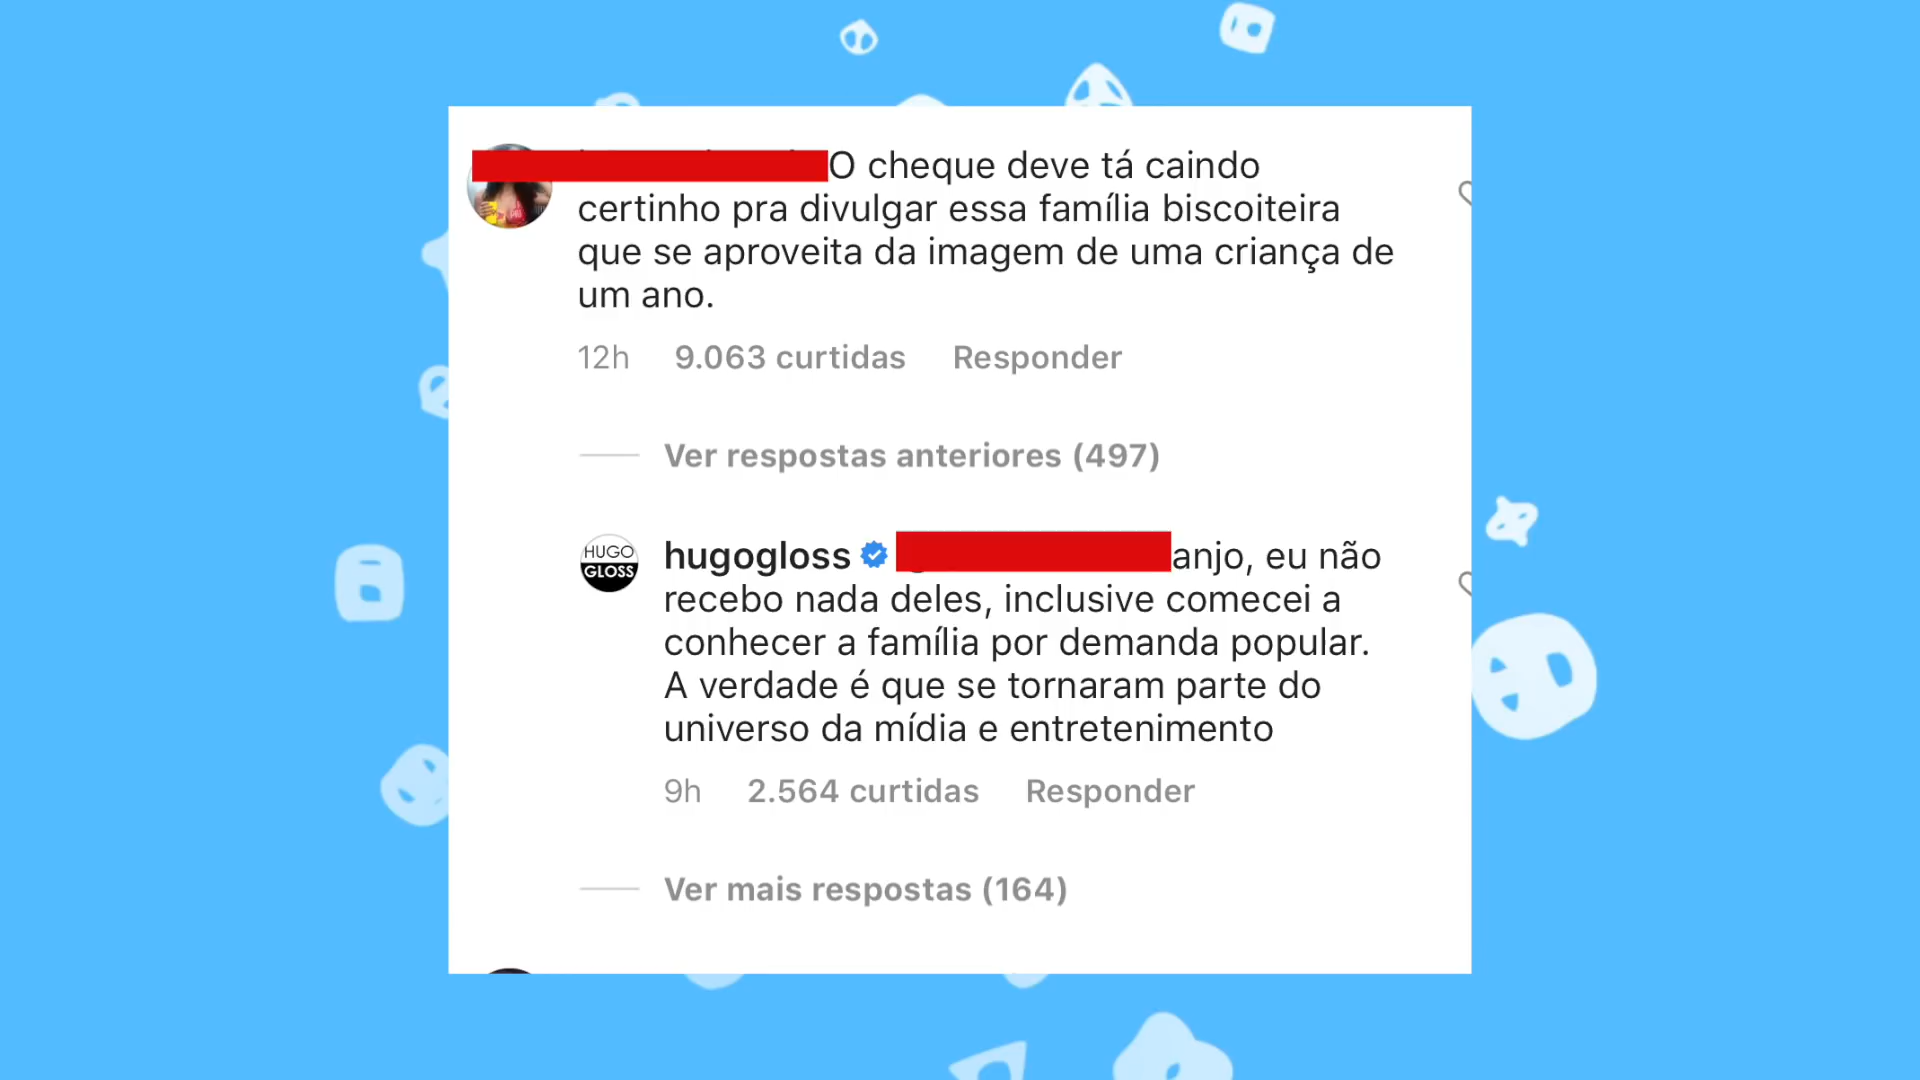 O cheque deve tá caindo
certinho pra divulgar essa família biscoiteira
que se aproveita da imagem de uma criança de
um ano.
12h 9.063 curtidas Responder
Ver respostas anteriores (497)
HUGO
GLOSS
hugogloss anjo, eu não
recebo nada deles, inclusive comecei a
conhecer a família por demanda popular.
A verdade é que se tornaram parte do
universo da mídia e entretenimento
9h 2.564 curtidas Responder
Ver mais respostas (164)